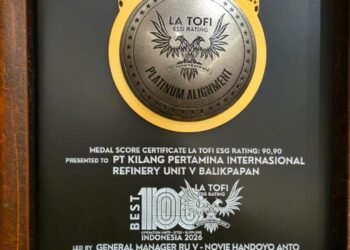 LA TOFI
ESG RATING
PLATINUM ALIGNMENT
MEDAL SCORE CERTIFICATE LA TOFI ESG RATING: 90,90
PRESENTED TO PT KILANG PERTAMINA INTERNASIONAL
REFINERY UNIT V BALIKPAPAN
BEST
100
LA TOFI
ESG RATING
INDONESIA 2026
LED BY GENERAL MANAGER RU V - NOVIE HANDOYO ANTO